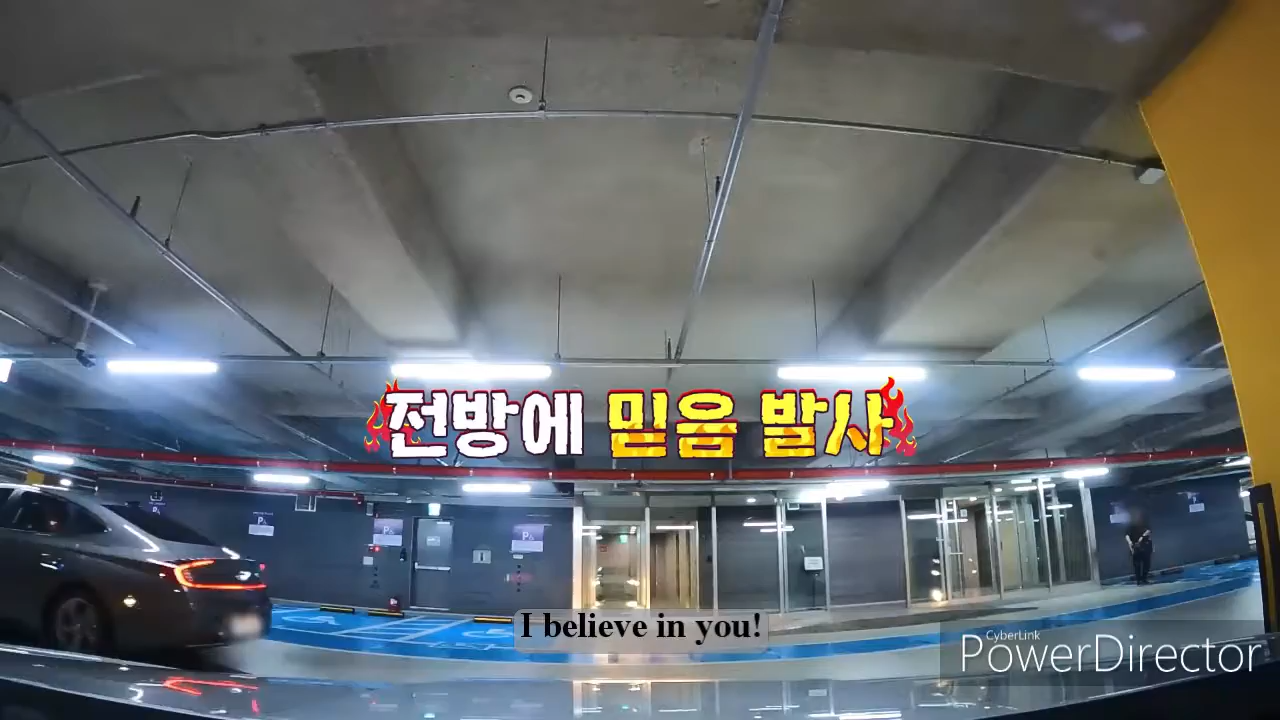 전방에 믿음 발사
I believe in you!
CyberLink
PowerDirector